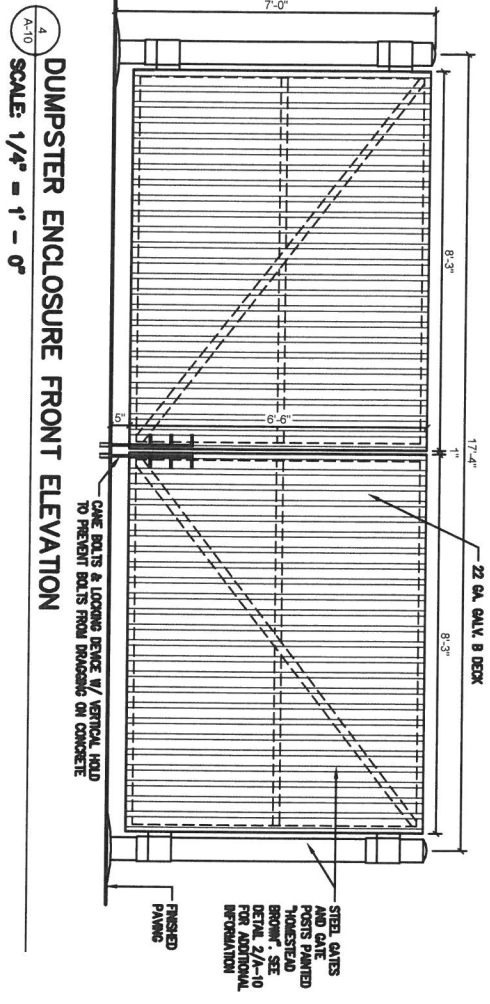 7'-0"
17'-4"
8'-3"
1"
8'-3"
6'-6"
5"
22 GA. GALV. B DECK
STEEL GATES
AND GATE
POSTS PAINTED
"HOMESTEAD
BROWN". SEE
DETAIL 2/A-10
FOR ADDITIONAL
INFORMATION
FINISHED
PAVING
CANE BOLTS & LOCKING DEVICE W/ VERTICAL HOLD
TO PREVENT BOLTS FROM DRAGGING ON CONCRETE
4
A-10
DUMPSTER ENCLOSURE FRONT ELEVATION
SCALE: 1/4" = 1' - 0"